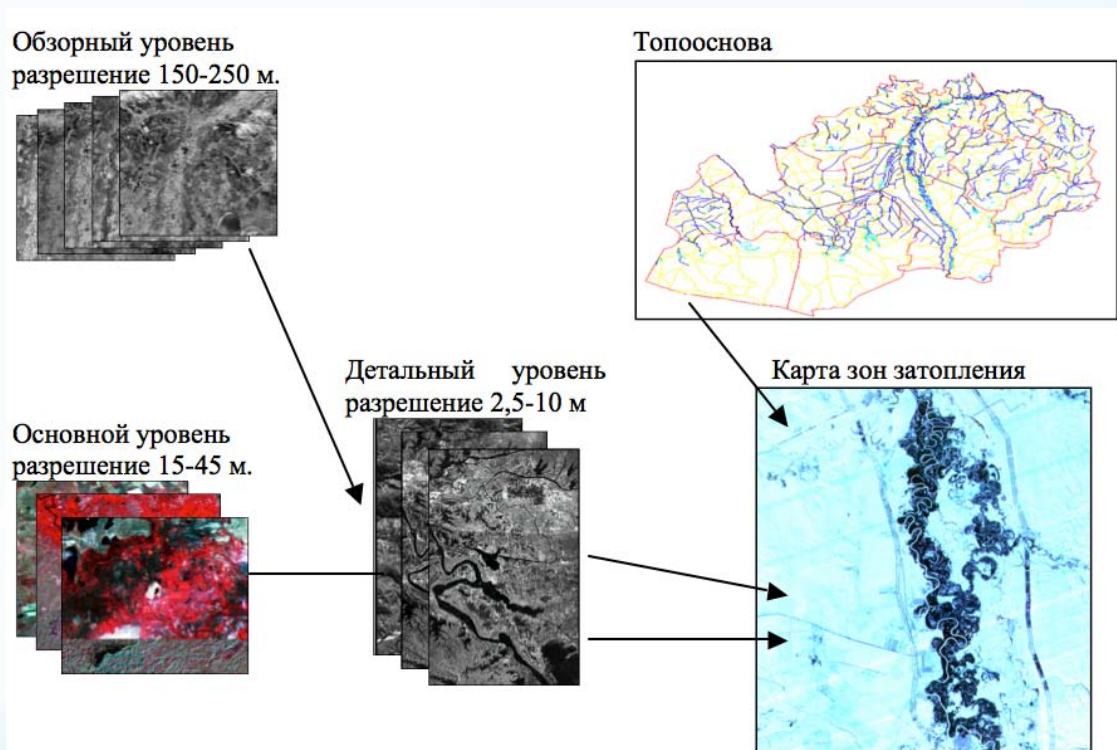 Обзорный уровень
разрешение 150-250 м.
Топооснова
Детальный уровень
разрешение 2,5-10 м
Карта зон затопления
Основной уровень
разрешение 15-45 м.